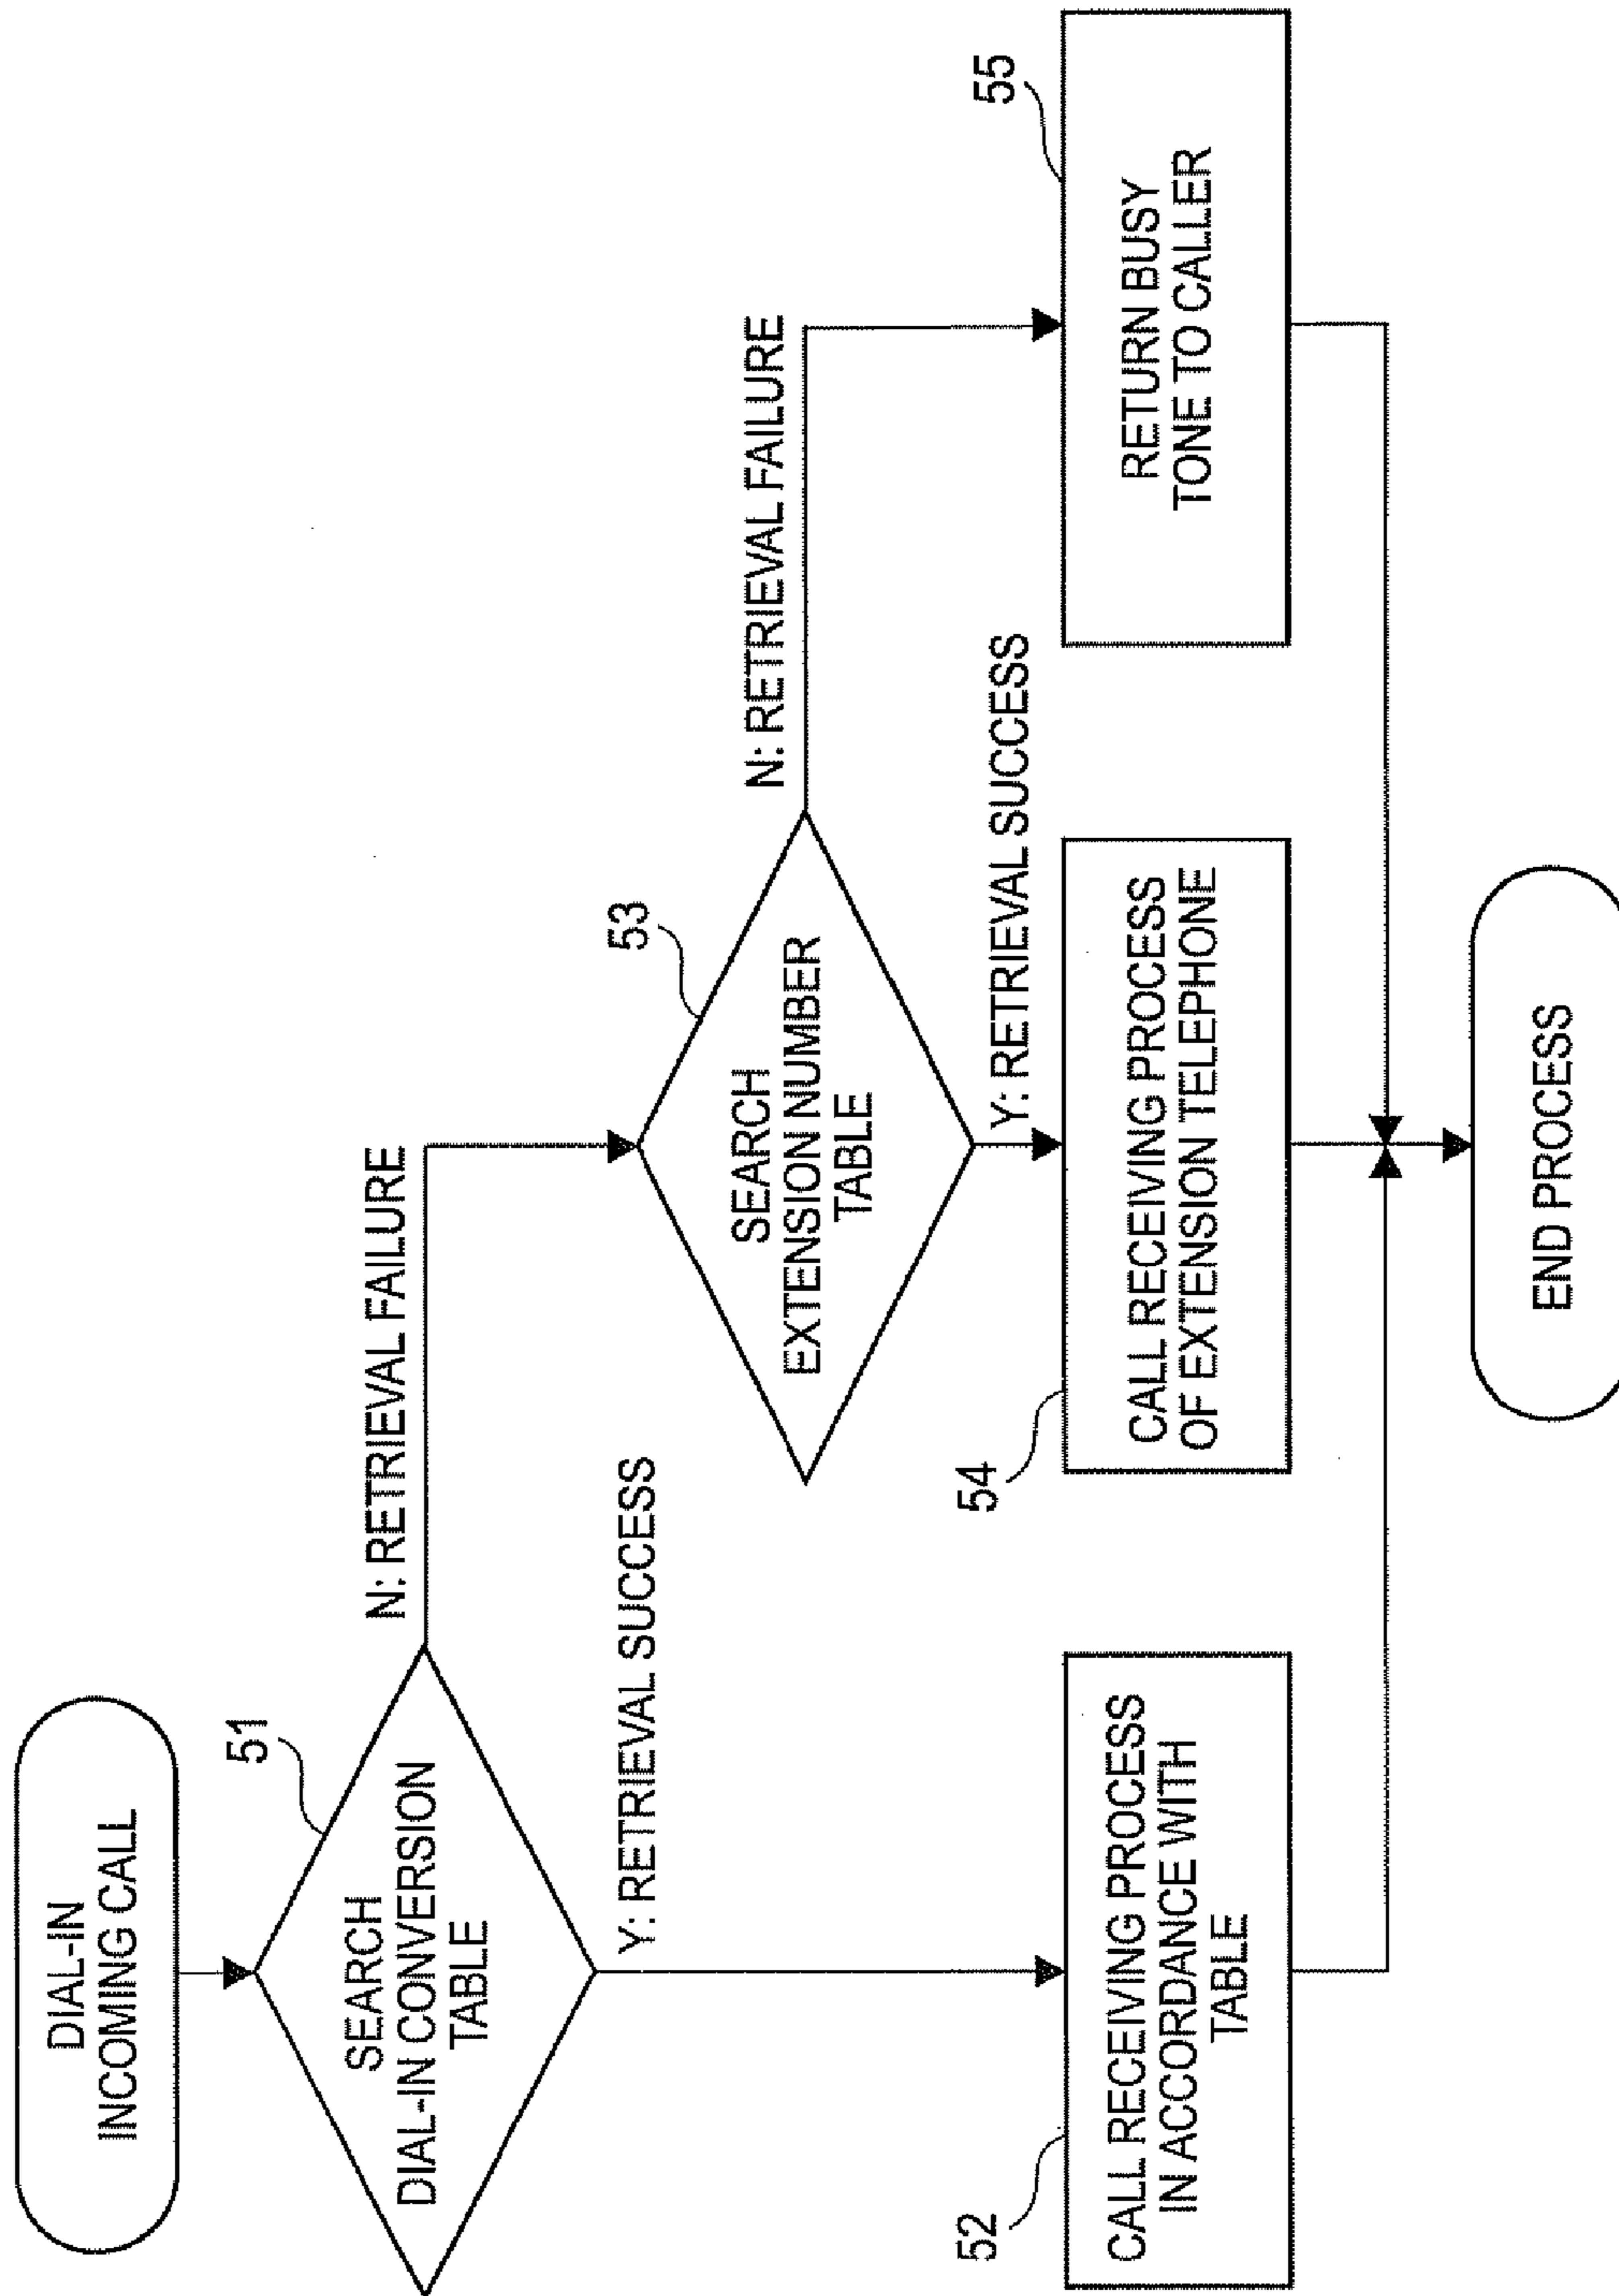 DIAL-IN
INCOMING CALL
51
SEARCH
DIAL-IN CONVERSION
TABLE
N: RETRIEVAL FAILURE
Y: RETRIEVAL SUCCESS
53
SEARCH
EXTENSION NUMBER
TABLE
N: RETRIEVAL FAILURE
Y: RETRIEVAL SUCCESS
52
CALL RECEIVING PROCESS
IN ACCORDANCE WITH
TABLE
54
CALL RECEIVING PROCESS
OF EXTENSION TELEPHONE
55
RETURN BUSY
TONE TO CALLER
END PROCESS